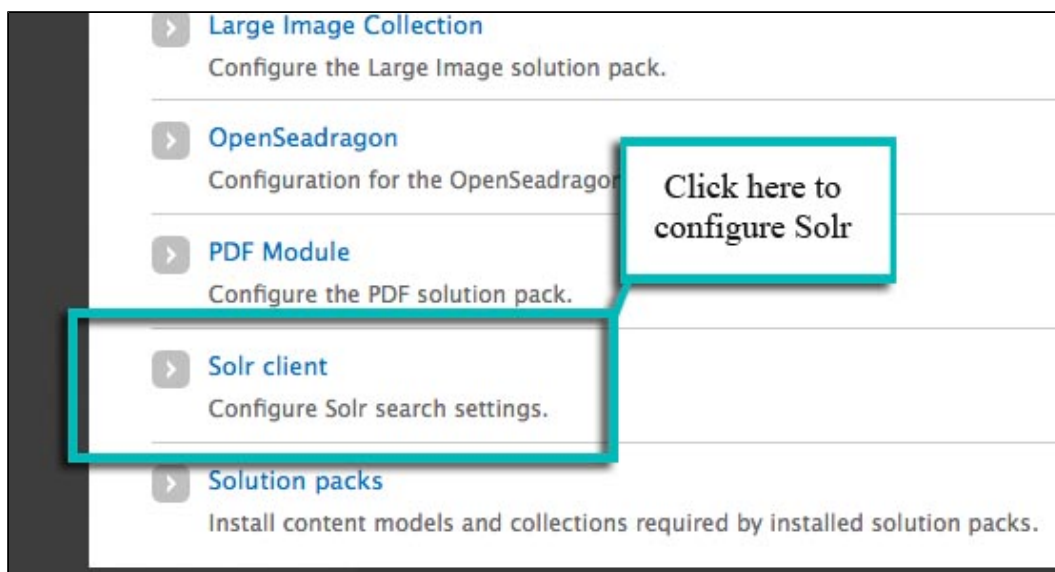 Large Image Collection
Configure the Large Image solution pack.
OpenSeadragon
Configuration for the OpenSeadragon
Click here to
configure Solr
PDF Module
Configure the PDF solution pack.
Solr client
Configure Solr search settings.
Solution packs
Install content models and collections required by installed solution packs.